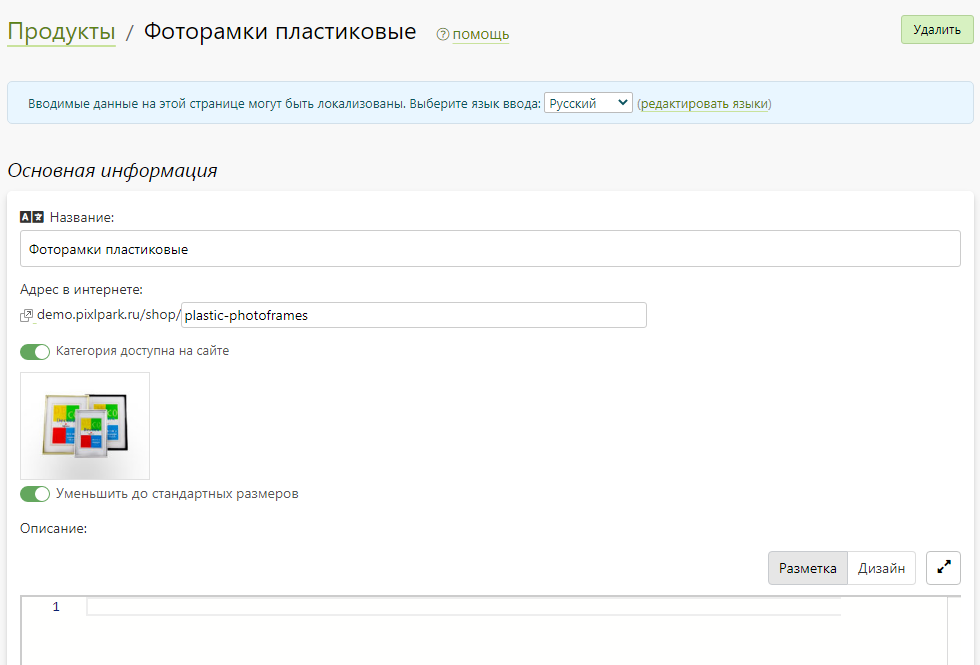 Продукты / Фоторамки пластиковые ? помощь
Удалить
Вводимые данные на этой странице могут быть локализованы. Выберите язык ввода: Русский (редактировать языки)
Основная информация
A Название:
Фоторамки пластиковые
Адрес в интернете:
demo.pixlpark.ru/shop/ plastic-photoframes
Категория доступна на сайте
Уменьшить до стандартных размеров
Описание:
Разметка Дизайн
1